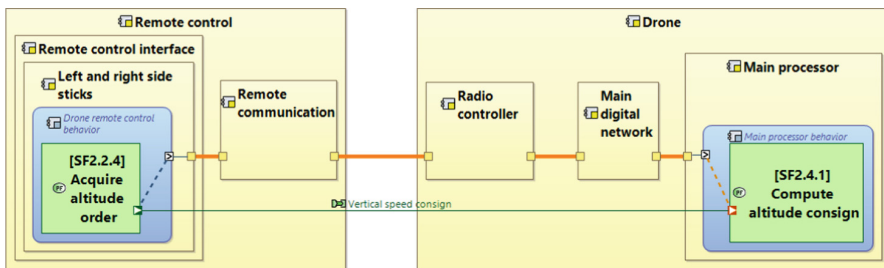 Remote control
Remote control interface
Left and right side
sticks
Drone remote control
behavior
[SF2.2.4]
Acquire
altitude
order
PF
Remote
communication
Vertical speed consign
Drone
Radio
controller
Main
digital
network
Main processor
Main processor behavior
[SF2.4.1]
Compute
altitude consign
PF